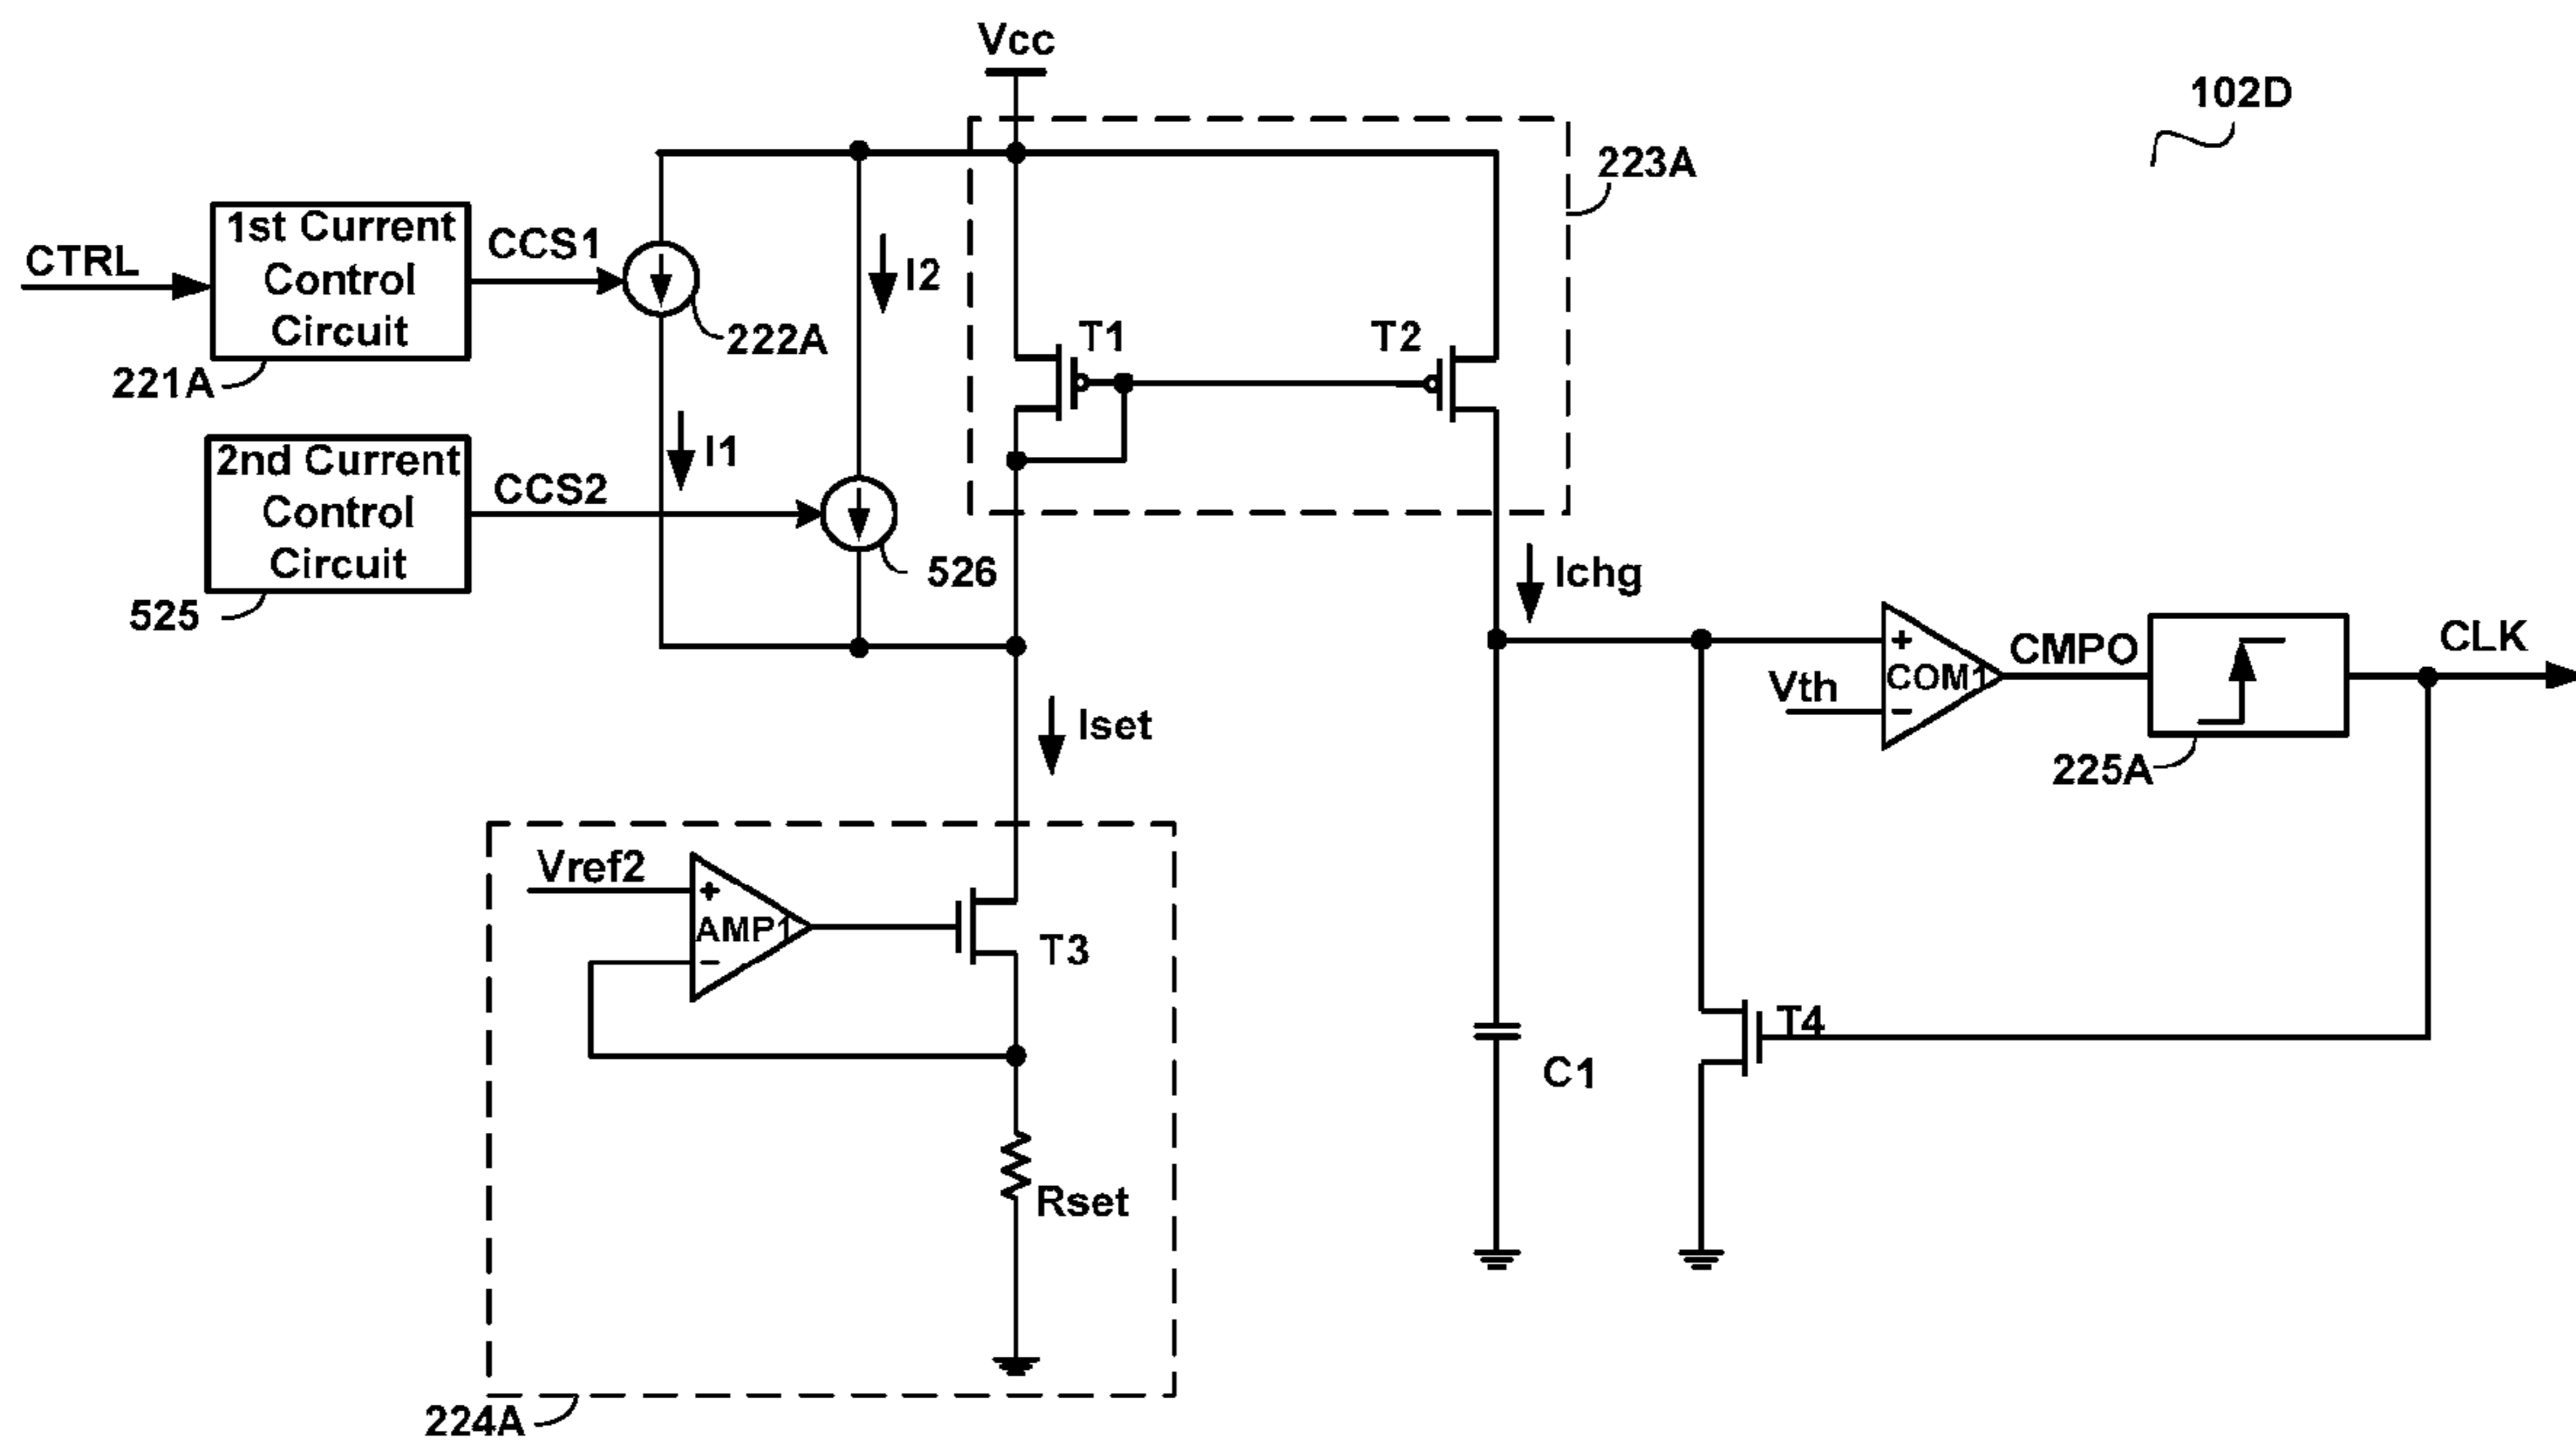 Vcc
102D
223A
1st Current
Control
Circuit
CTRL
CCS1
I2
222A
221A
T1
T2
2nd Current
Control
Circuit
I1
CCS2
526
525
Ichg
Iset
+
COM1
-
Vth
CMPO
CLK
225A
Vref2
+
AMP1
-
T3
T4
C1
Rset
224A